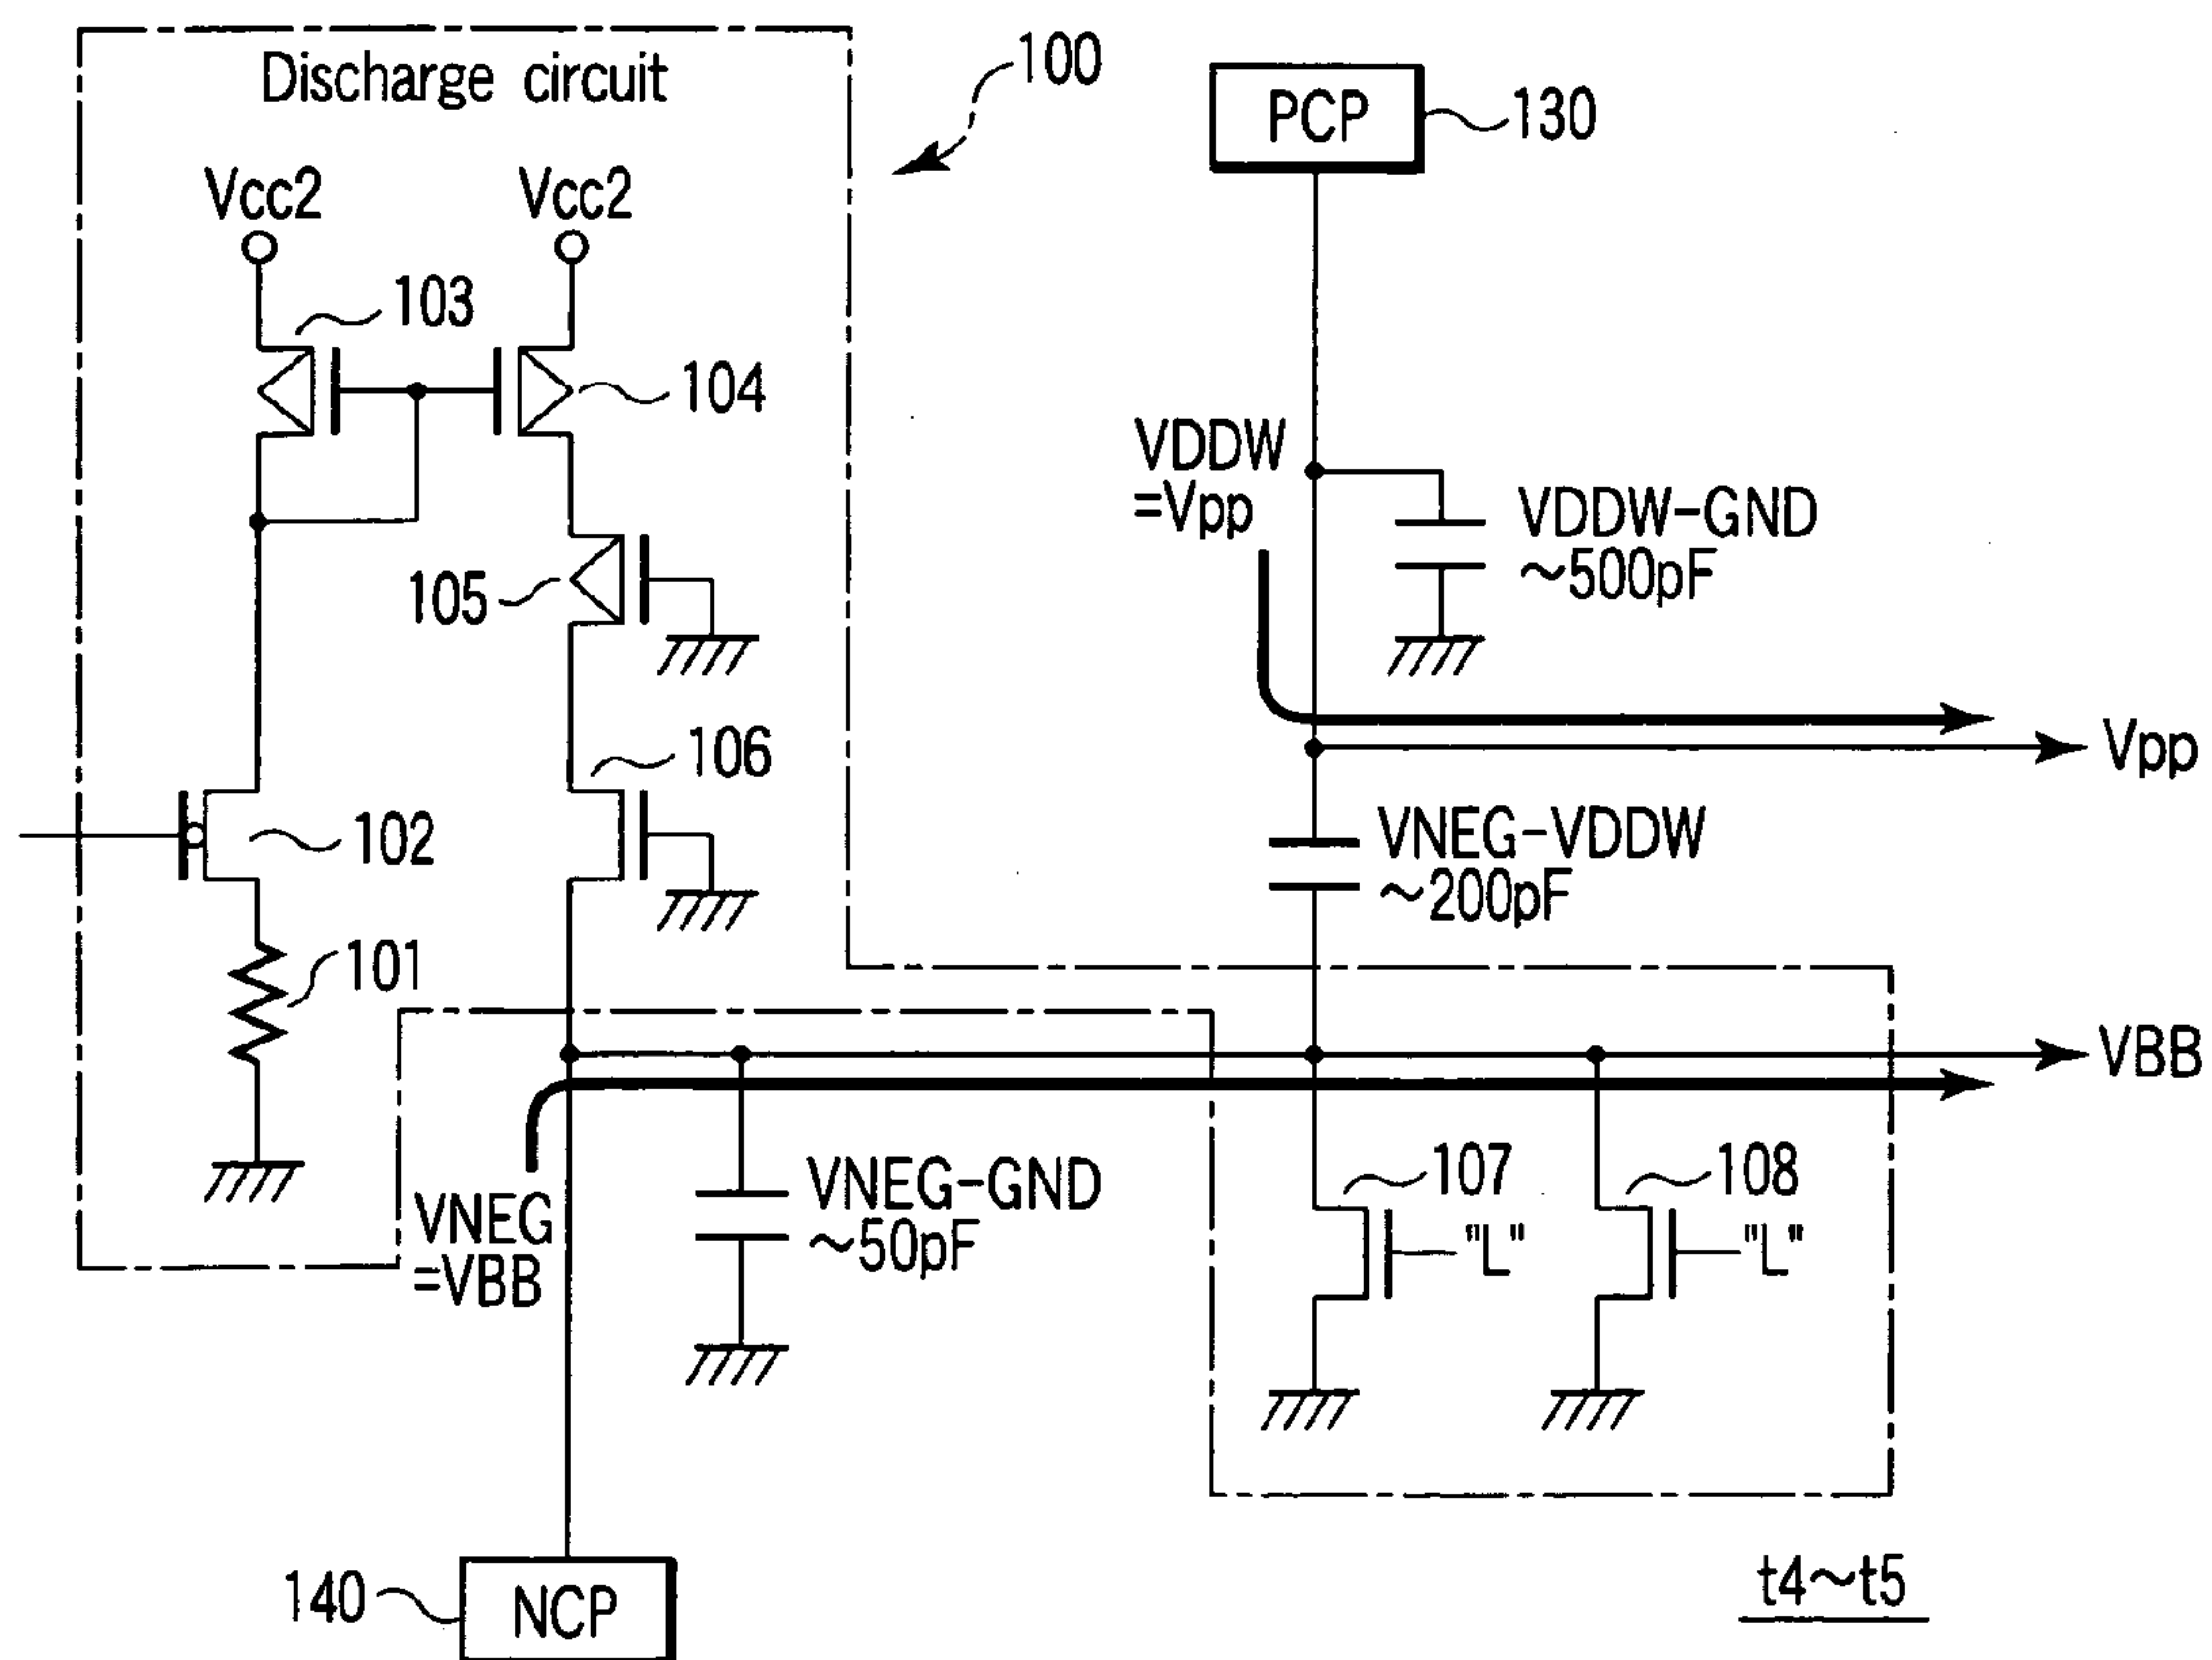 Discharge circuit
100
PCP
130
Vcc2
Vcc2
103
104
VDDW
=Vpp
VDDW-GND
~500pF
105
106
Vpp
102
VNEG-VDDW
~200pF
101
VBB
VNEG
=VBB
VNEG-GND
~50pF
107
"L"
108
"L"
140
NCP
t4~t5